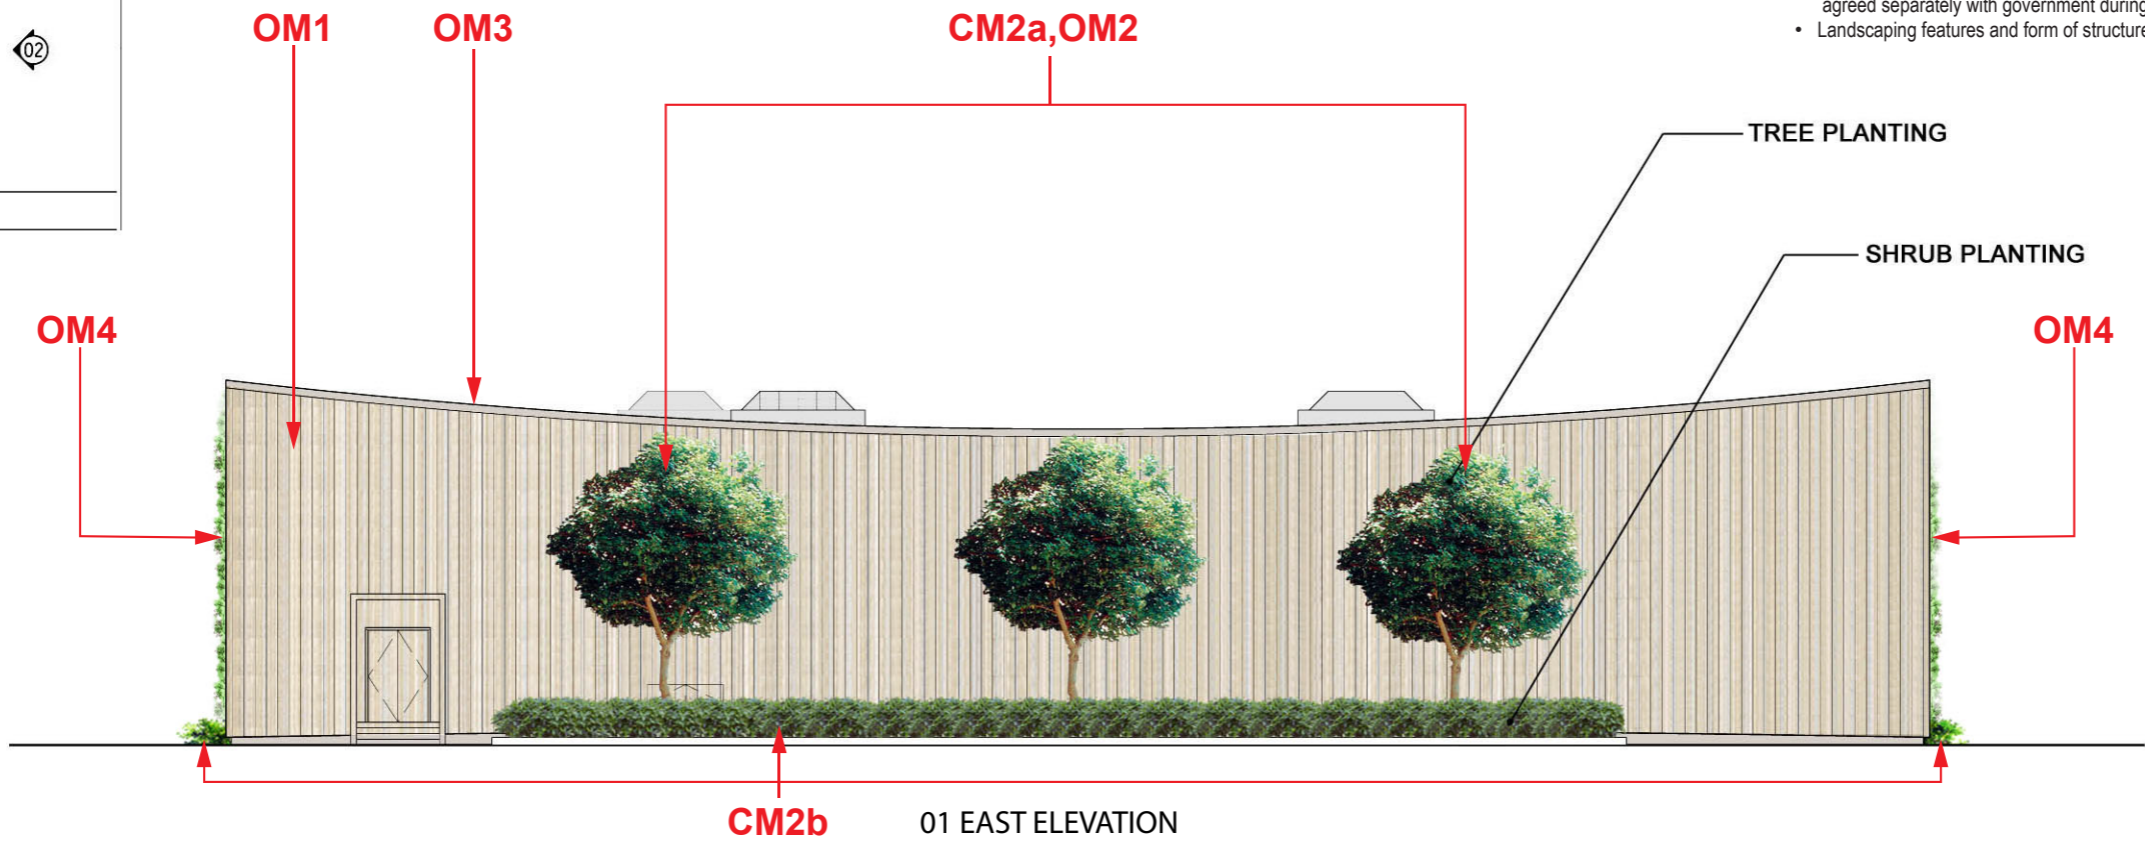 agreed separately with government during
• Landscaping features and form of structure
OM1
OM3
CM2a,OM2
02
TREE PLANTING
SHRUB PLANTING
OM4
OM4
CM2b
01 EAST ELEVATION